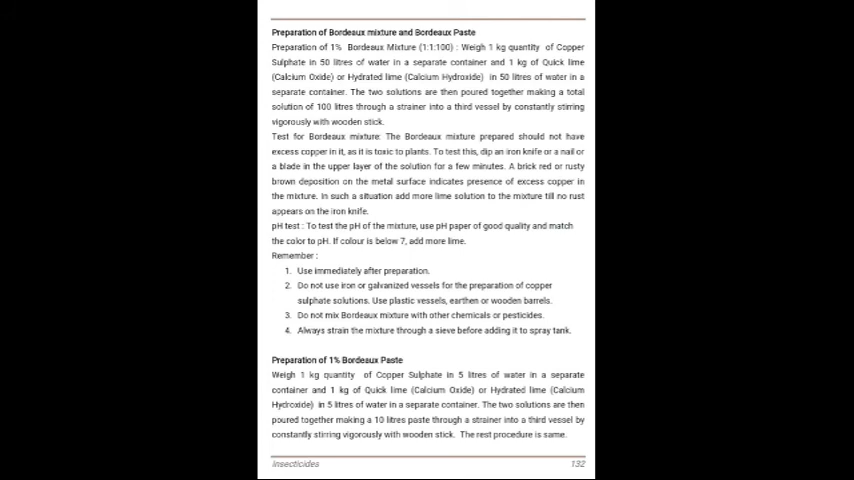 Preparation of Bordeaux mixture and Bordeaux Paste
Preparation of 1% Bordeaux Mixture (1:1:100) : Weigh 1 kg quantity of Copper
Sulphate in 50 litres of water in a separate container and 1 kg of Quick lime
(Calcium Oxide) or Hydrated lime (Calcium Hydroxide) in 50 litres of water in a
separate container. The two solutions are then poured together making a total
solution of 100 litres through a strainer into a third vessel by constantly stirring
vigorously with wooden stick.
Test for Bordeaux mixture: The Bordeaux mixture prepared should not have
excess copper in it, as it is toxic to plants. To test this, dip an iron knife or a nail or
a blade in the upper layer of the solution for a few minutes. A brick red or rusty
brown deposition on the metal surface indicates presence of excess copper in
the mixture. In such a situation add more lime solution to the mixture till no rust
appears on the iron knife.
pH test : To test the pH of the mixture, use pH paper of good quality and match
the color to pH. If colour is below 7, add more lime.
Remember :
1. Use immediately after preparation.
2. Do not use iron or galvanized vessels for the preparation of copper
sulphate solutions. Use plastic vessels, earthen or wooden barrels.
3. Do not mix Bordeaux mixture with other chemicals or pesticides.
4. Always strain the mixture through a sieve before adding it to spray tank.
Preparation of 1% Bordeaux Paste
Weigh 1 kg quantity of Copper Sulphate in 5 litres of water in a separate
container and 1 kg of Quick lime (Calcium Oxide) or Hydrated lime (Calcium
Hydroxide) in 5 litres of water in a separate container. The two solutions are then
poured together making a 10 litres paste through a strainer into a third vessel by
constantly stirring vigorously with wooden stick. The rest procedure is same.
Insecticides 132